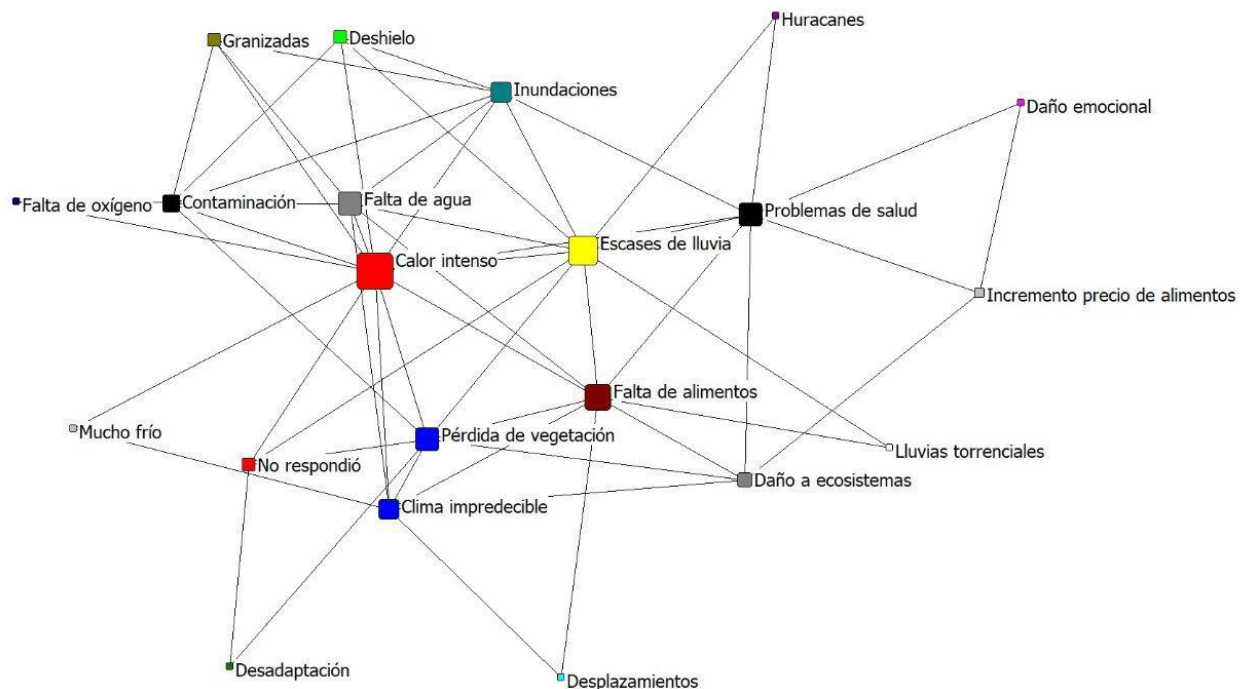 Huracanes
Granizadas
Deshielo
Inundaciones
Daño emocional
Falta de oxígeno
Contaminación
Falta de agua
Problemas de salud
Escases de lluvia
Calor intenso
Incremento precio de alimentos
Falta de alimentos
Mucho frío
Pérdida de vegetación
Lluvias torrenciales
No respondió
Daño a ecosistemas
Clima impredecible
Desadaptación
Desplazamientos